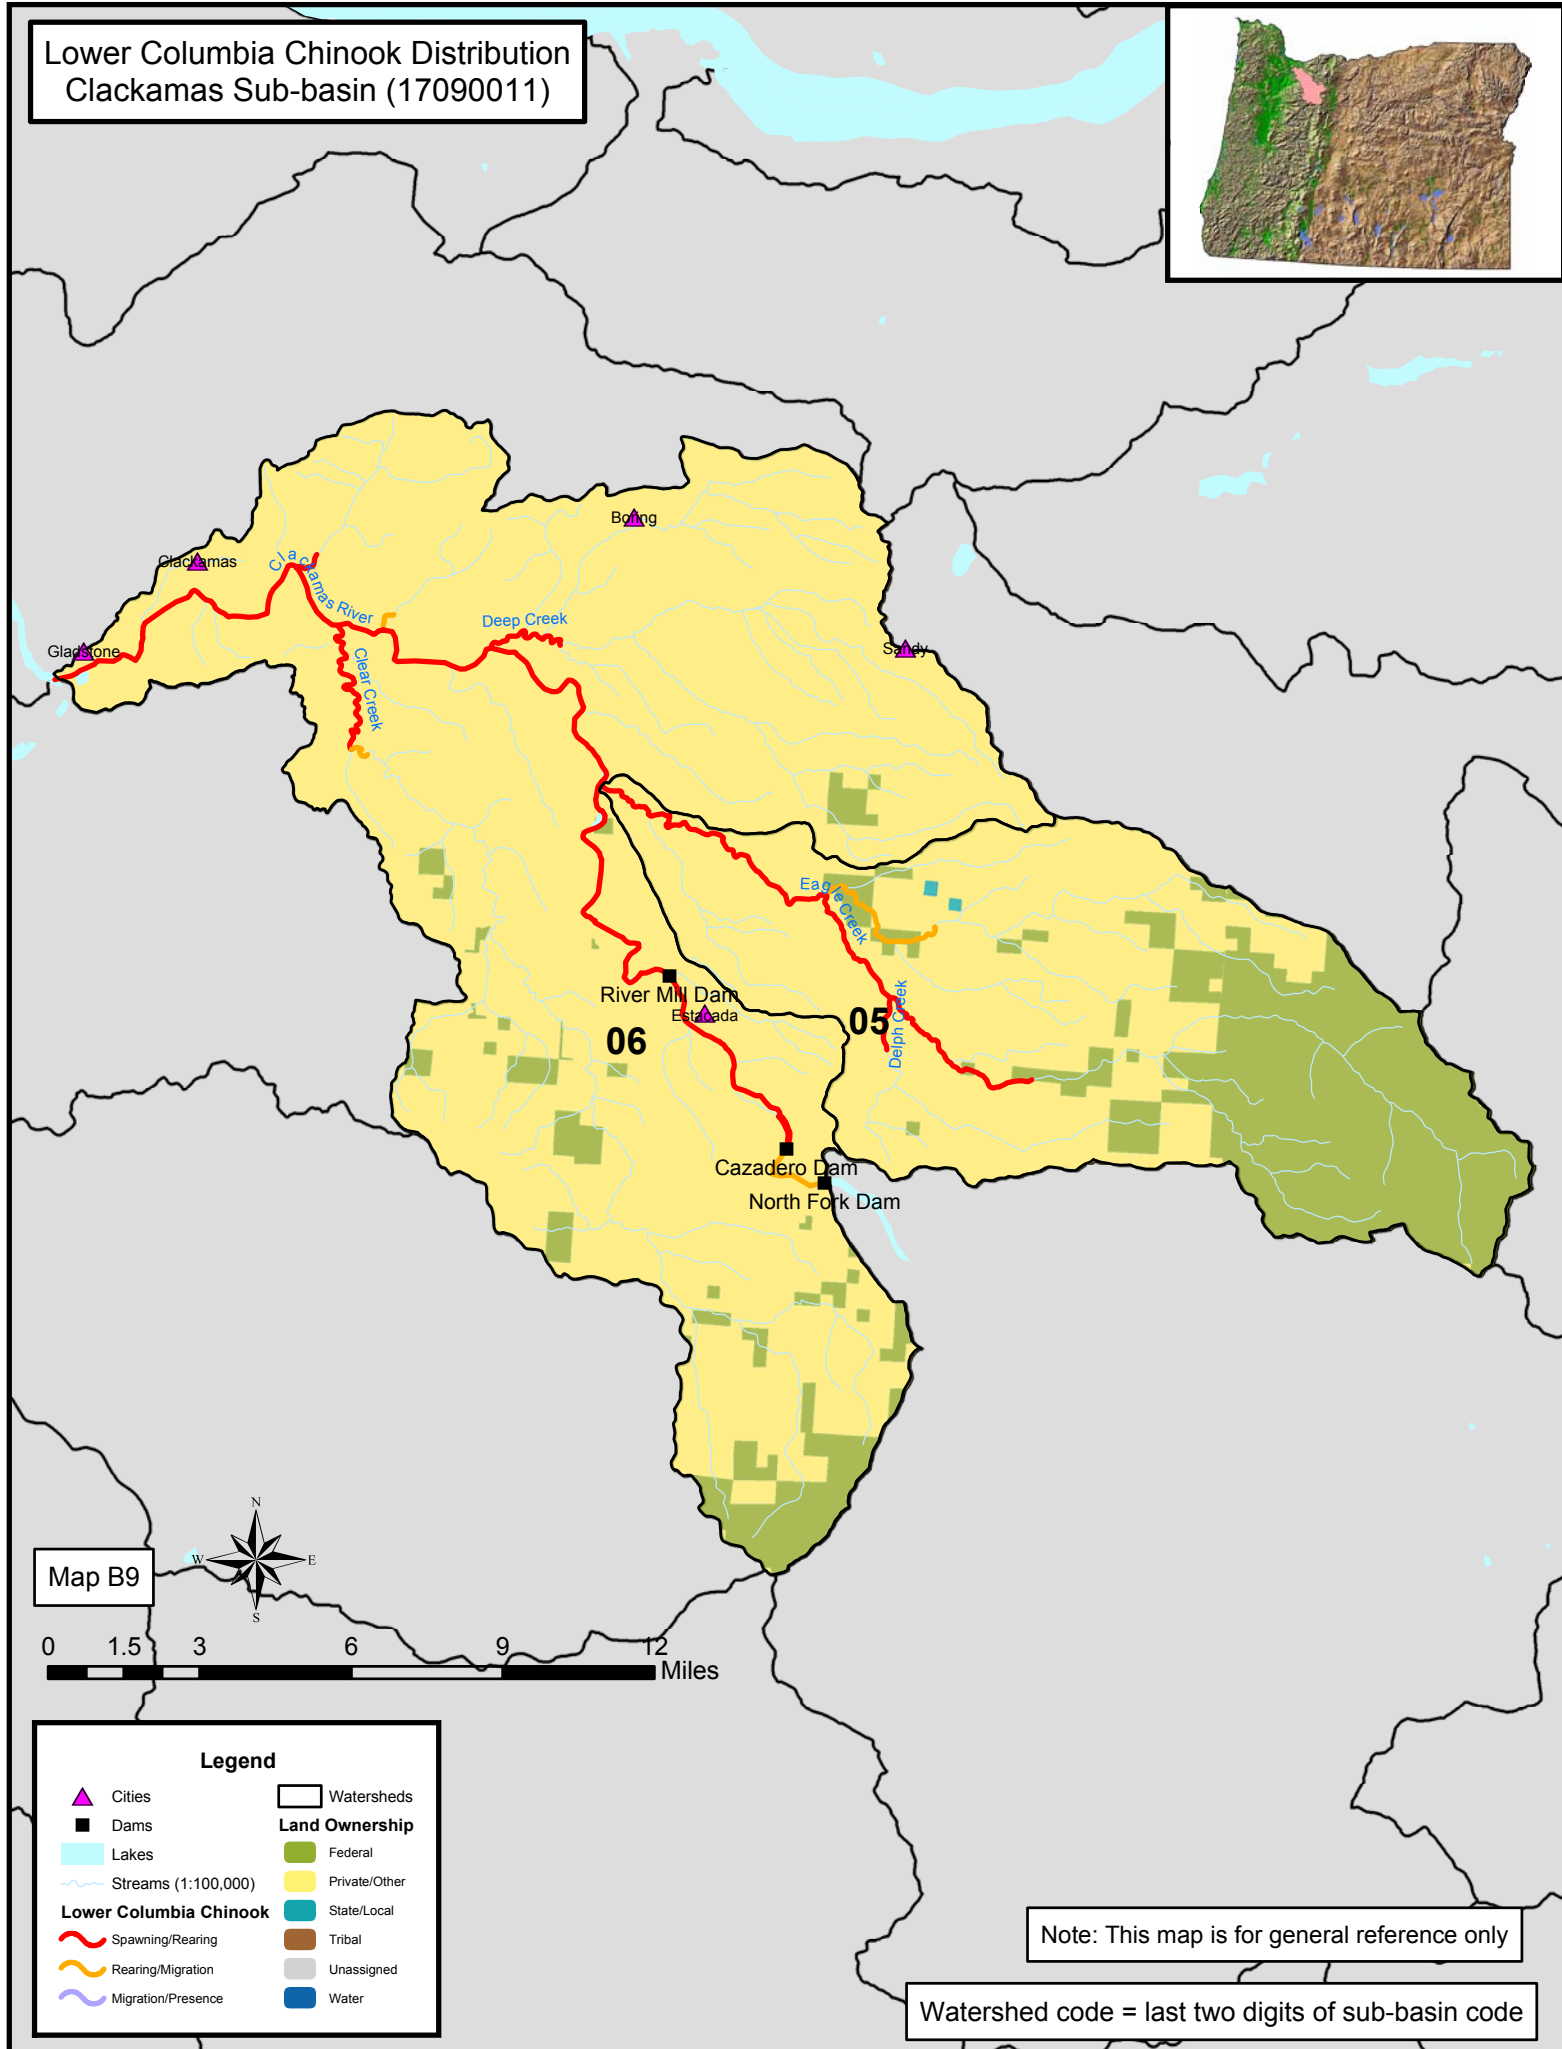 Lower Columbia Chinook Distribution
Clackamas Sub-basin (17090011)
Boring
Clackamas
Clackamas River
Deep Creek
Gladstone
Sandy
Clear Creek
Eagle Creek
River Mill Dam
Estacada
05
06
Delph Creek
Cazadero Dam
North Fork Dam
N
W E
S
Map B9
0 1.5 3 6 9 12
Miles
Legend
Cities
Dams
Lakes
Streams (1:100,000)
Lower Columbia Chinook
Spawning/Rearing
Rearing/Migration
Migration/Presence
Watersheds
Land Ownership
Federal
Private/Other
State/Local
Tribal
Unassigned
Water
Note: This map is for general reference only
Watershed code = last two digits of sub-basin code